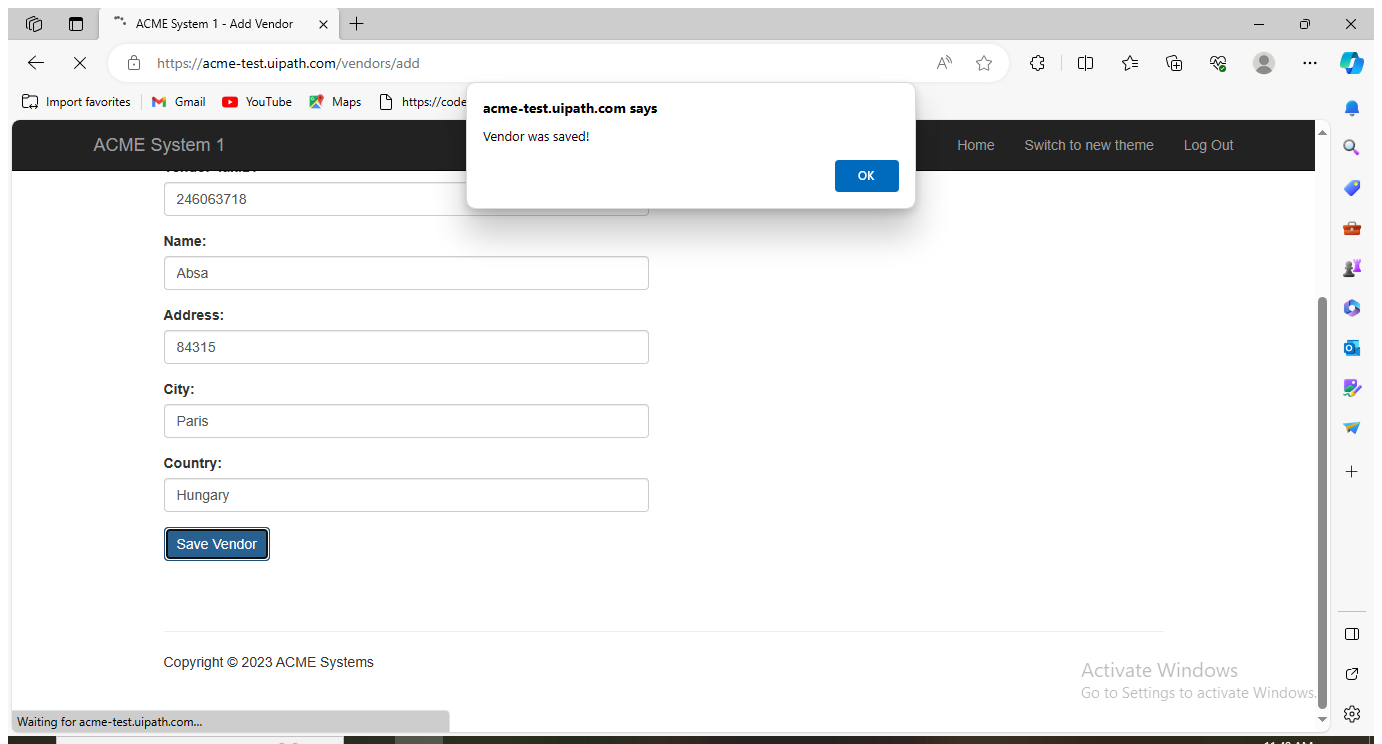 ACME System 1 - Add Vendor
https://acme-test.uipath.com/vendors/add
Import favorites Gmail YouTube Maps https://code
acme-test.uipath.com says
Vendor was saved!
OK
ACME System 1 Home Switch to new theme Log Out
246063718
Name:
Absa
Address:
84315
City:
Paris
Country:
Hungary
Save Vendor
Copyright © 2023 ACME Systems
Activate Windows
Go to Settings to activate Windows.
Waiting for acme-test.uipath.com...